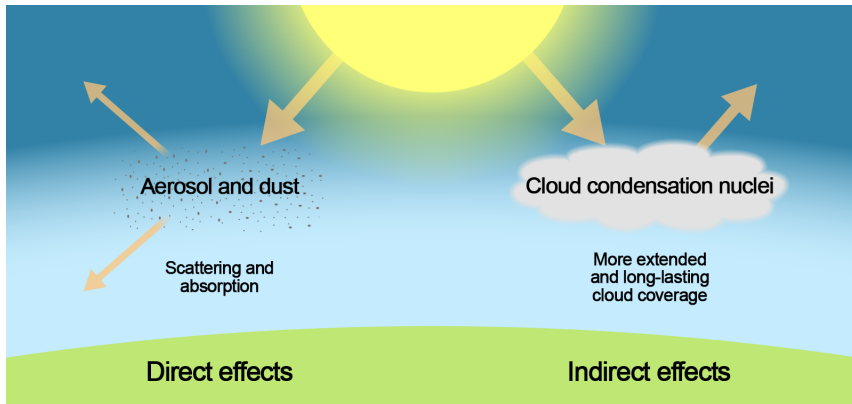 Aerosol and dust
Cloud condensation nuclei
Scattering and
absorption
More extended
and long-lasting
cloud coverage
Direct effects
Indirect effects